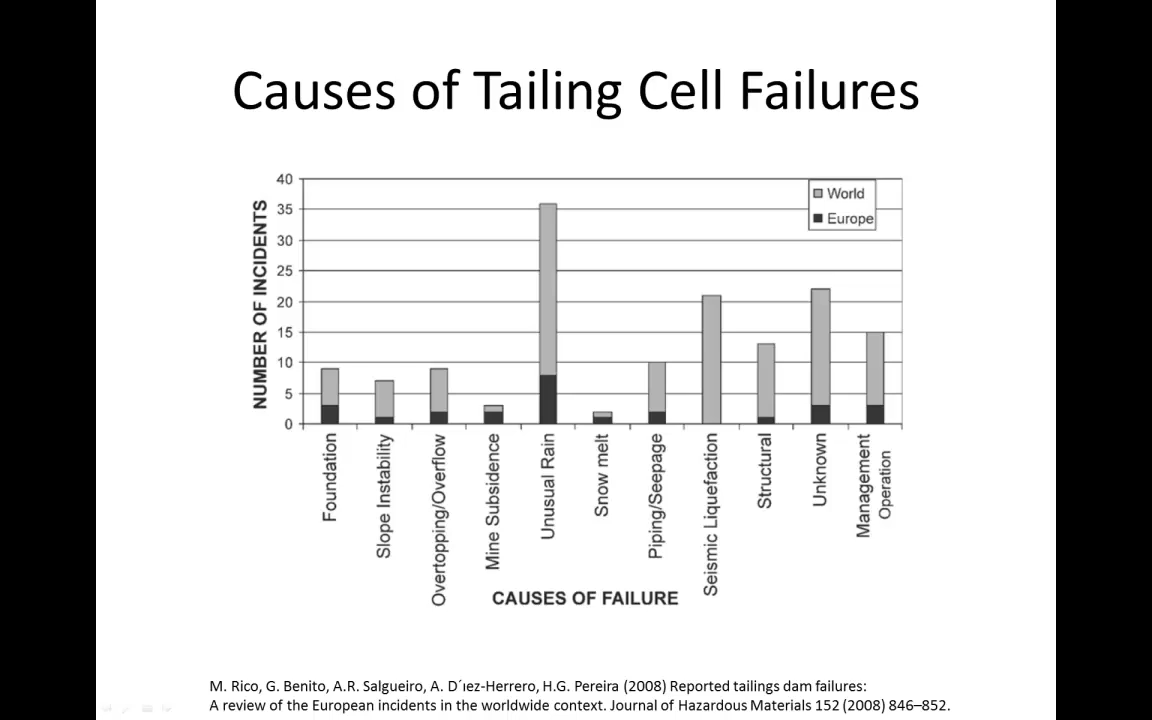 Causes of Tailing Cell Failures
World
Europe
NUMBER OF INCIDENTS
40
35
30
25
20
15
10
5
0
Foundation
Slope Instability
Overtopping/Overflow
Mine Subsidence
Unusual Rain
Snow melt
Piping/Seepage
Seismic Liquefaction
Structural
Unknown
Management
Operation
CAUSES OF FAILURE
M. Rico, G. Benito, A.R. Salgueiro, A. D´ıez-Herrero, H.G. Pereira (2008) Reported tailings dam failures:
A review of the European incidents in the worldwide context. Journal of Hazardous Materials 152 (2008) 846–852.